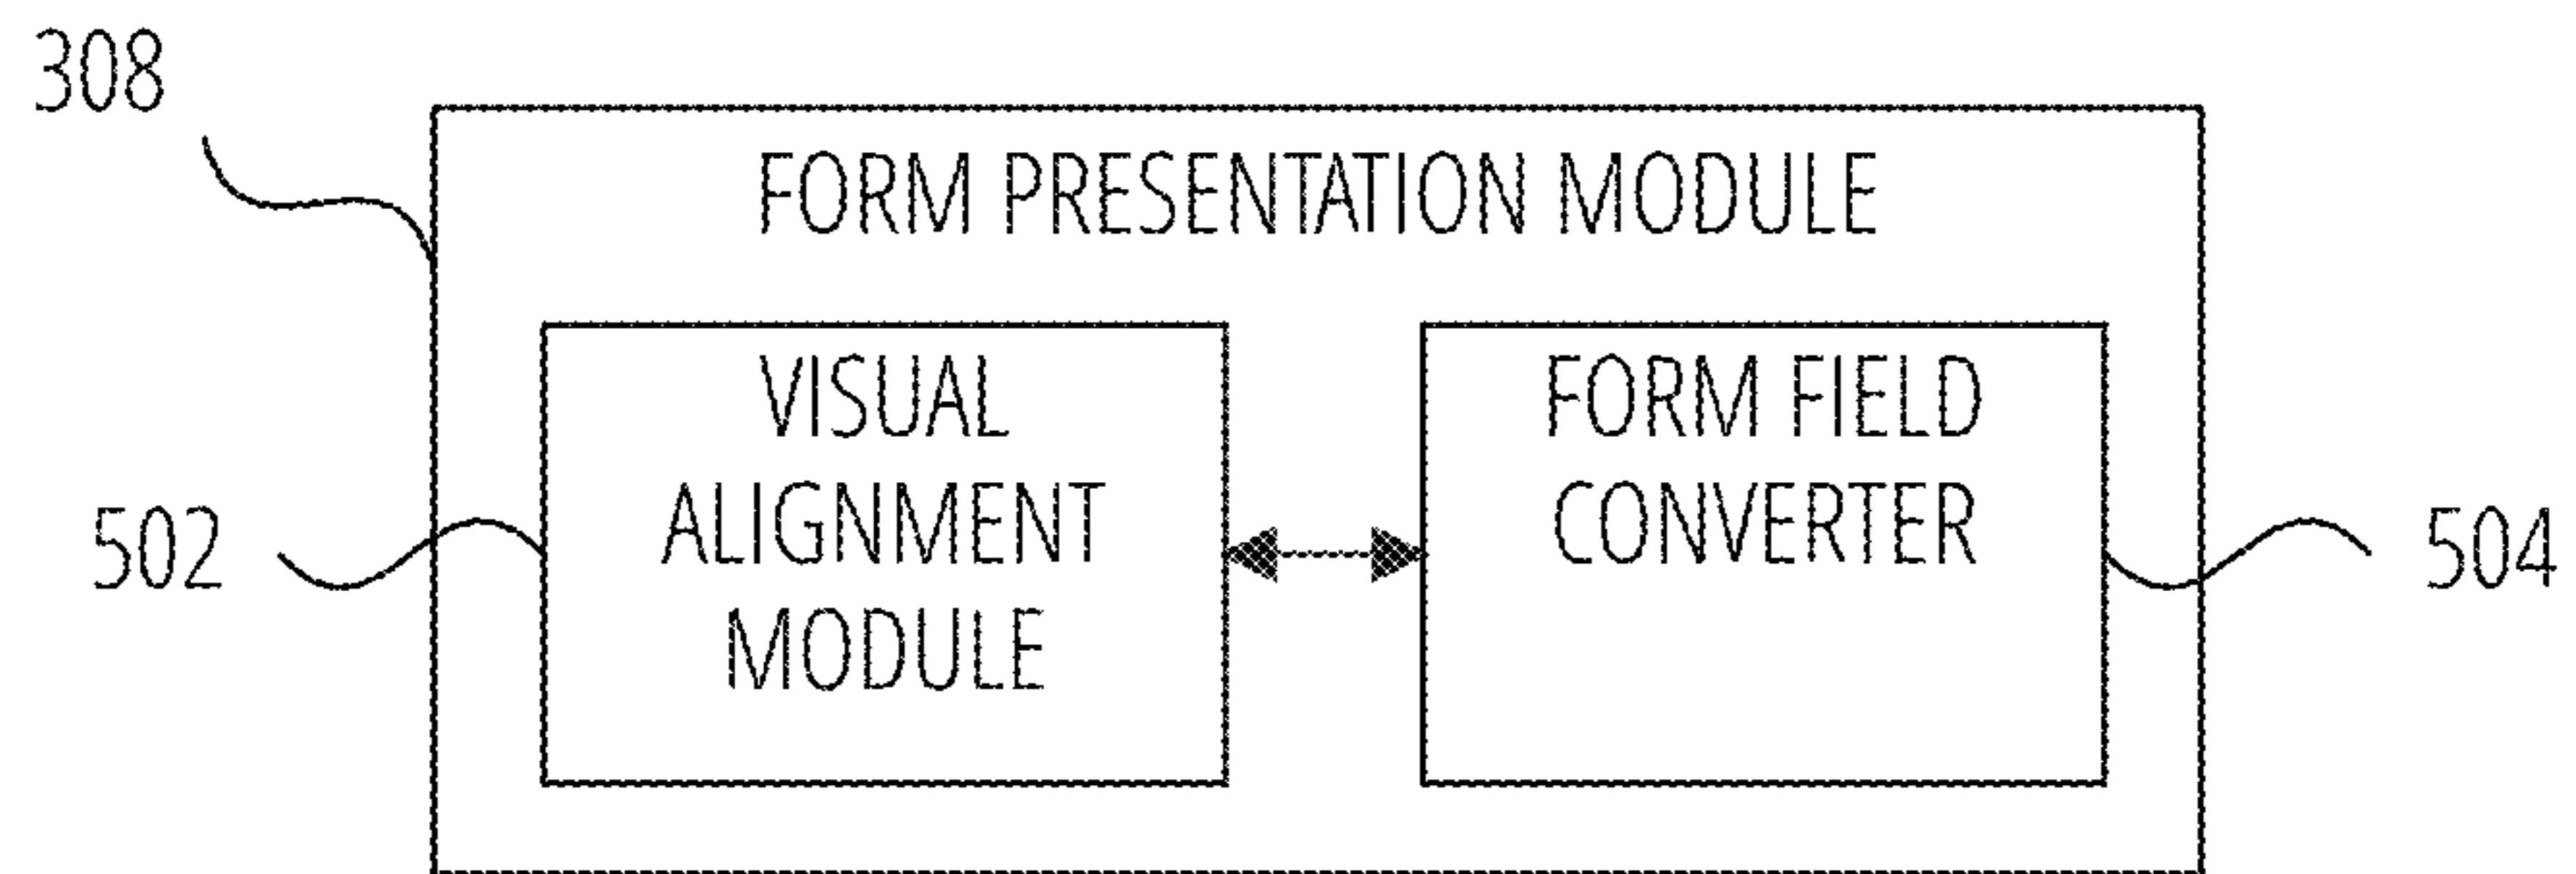 308
FORM PRESENTATION MODULE
VISUAL
ALIGNMENT
MODULE
FORM FIELD
CONVERTER
502
504